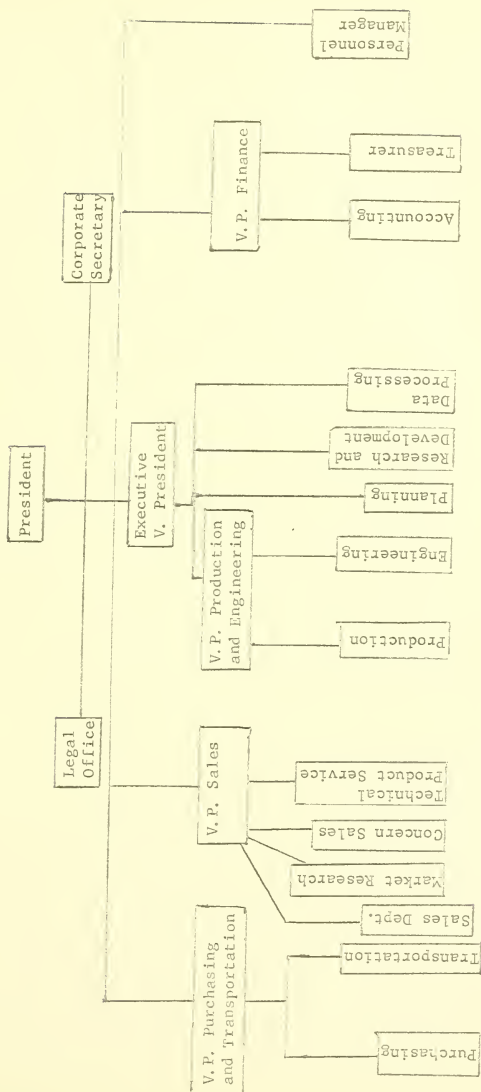 President
Legal
Office
Corporate
Secretary
V.P. Purchasing
and Transportation
V.P. Sales
Executive
V. President
V.P. Finance
Personnel
Manager
V.P. Production
and Engineering
Purchasing
Transportation
Sales Dept.
Market Research
Concern Sales
Technical
Product Service
Production
Engineering
Planning
Research and
Development
Data
Processing
Accounting
Treasurer